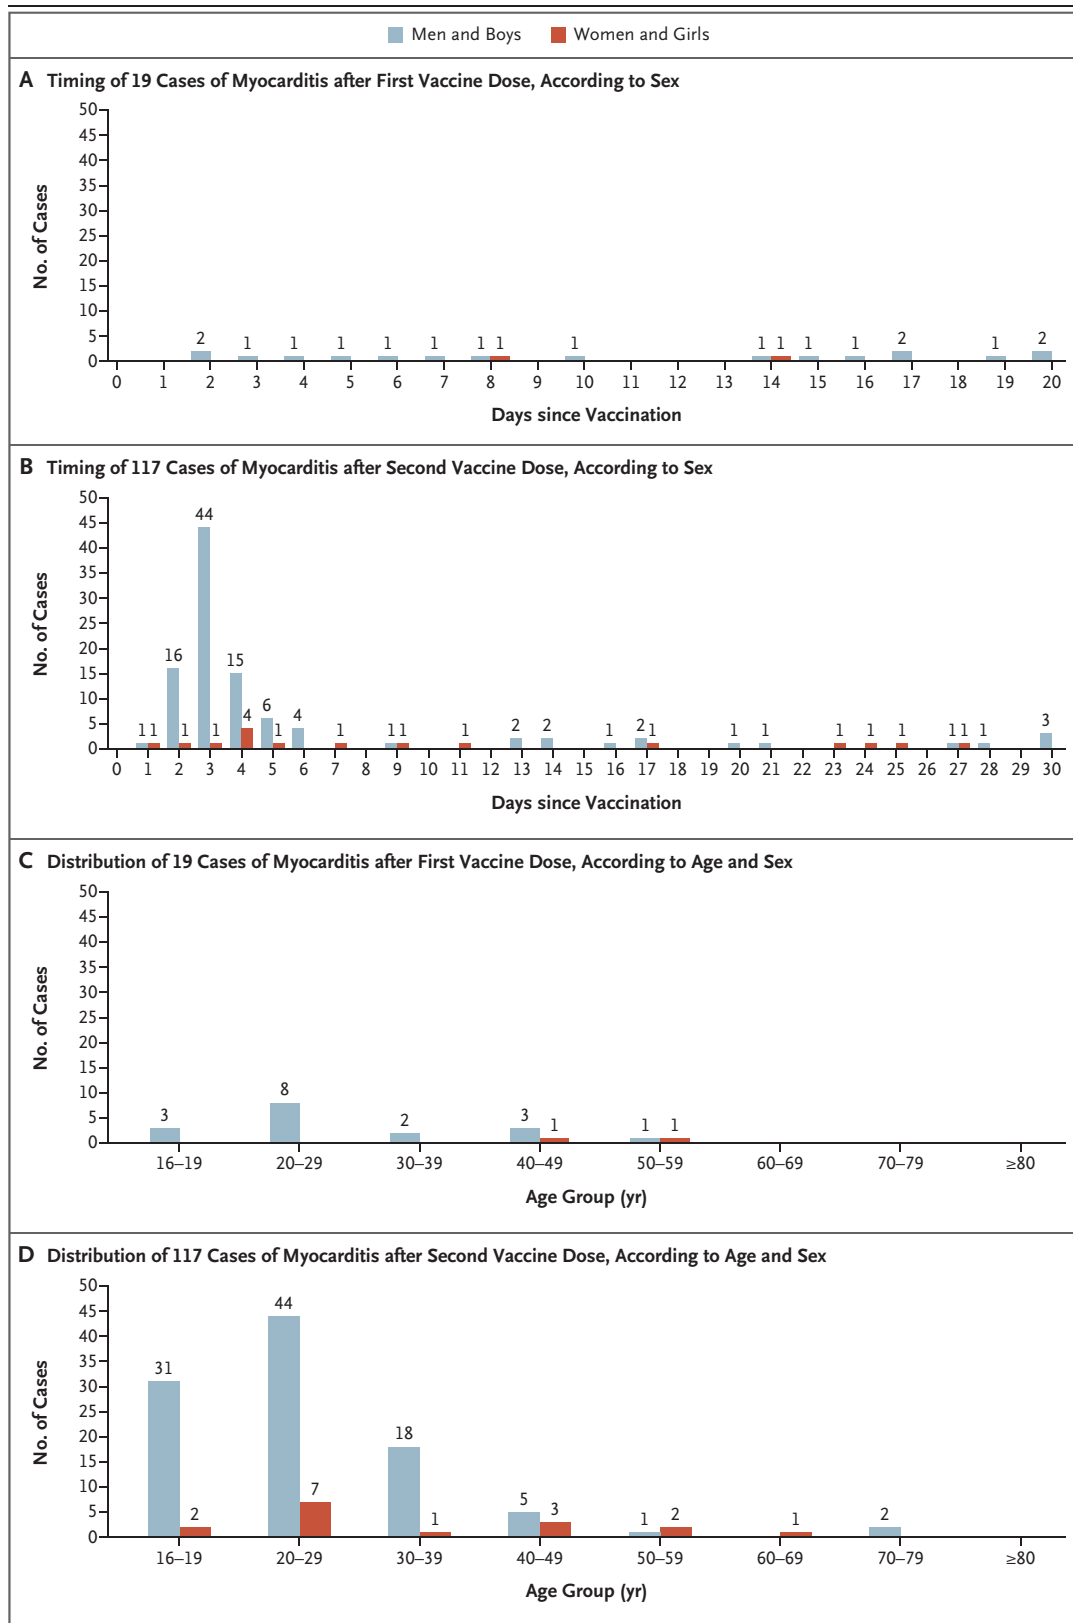 Men and Boys Women and Girls
A Timing of 19 Cases of Myocarditis after First Vaccine Dose, According to Sex
No. of Cases
50
45
40
35
30
25
20
15
10
5
0
2 1 1 1 1 1 1 1 1 1 1 1 1 2 1 2
0 1 2 3 4 5 6 7 8 9 10 11 12 13 14 15 16 17 18 19 20
Days since Vaccination
B Timing of 117 Cases of Myocarditis after Second Vaccine Dose, According to Sex
No. of Cases
50
45
40
35
30
25
20
15
10
5
0
1 1 16 1 44 1 15 4 6 1 4 1 1 1 1 2 2 1 2 1 1 1 1 1 1 1 1 1 3
0 1 2 3 4 5 6 7 8 9 10 11 12 13 14 15 16 17 18 19 20 21 22 23 24 25 26 27 28 29 30
Days since Vaccination
C Distribution of 19 Cases of Myocarditis after First Vaccine Dose, According to Age and Sex
No. of Cases
50
45
40
35
30
25
20
15
10
5
0
3 8 2 3 1 1 1
16–19 20–29 30–39 40–49 50–59 60–69 70–79 ≥80
Age Group (yr)
D Distribution of 117 Cases of Myocarditis after Second Vaccine Dose, According to Age and Sex
No. of Cases
50
45
40
35
30
25
20
15
10
5
0
31 2 44 7 18 1 5 3 1 2 1 2
16–19 20–29 30–39 40–49 50–59 60–69 70–79 ≥80
Age Group (yr)